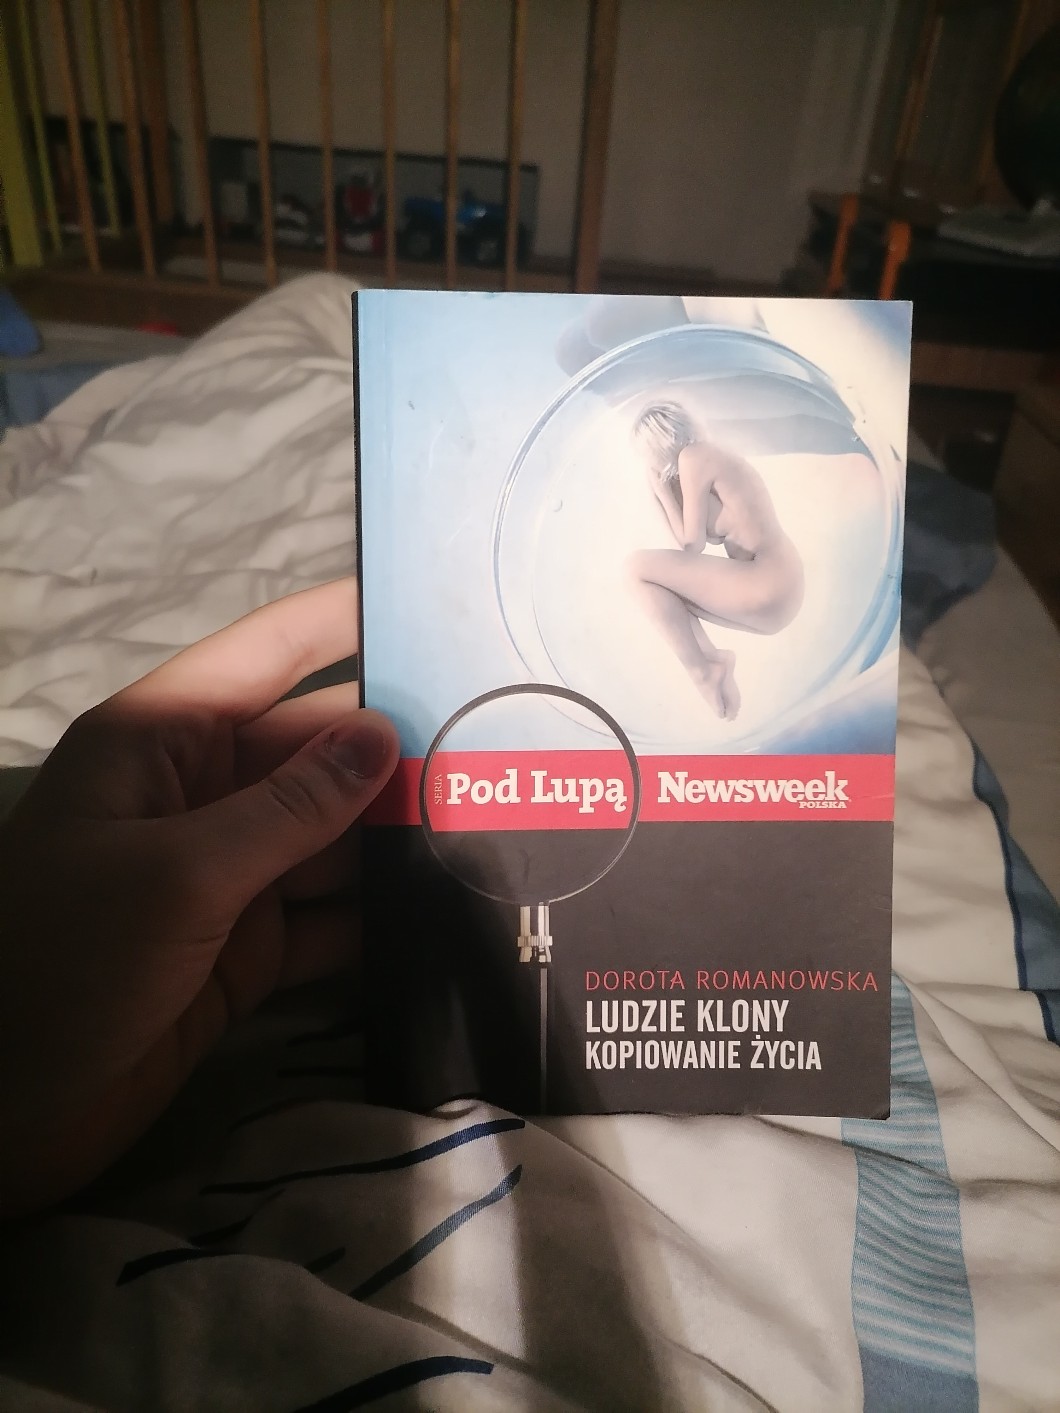 SERIA
Pod Lupą
Newsweek
POLSKA
DOROTA ROMANOWSKA
LUDZIE KLONY
KOPIOWANIE ŻYCIA